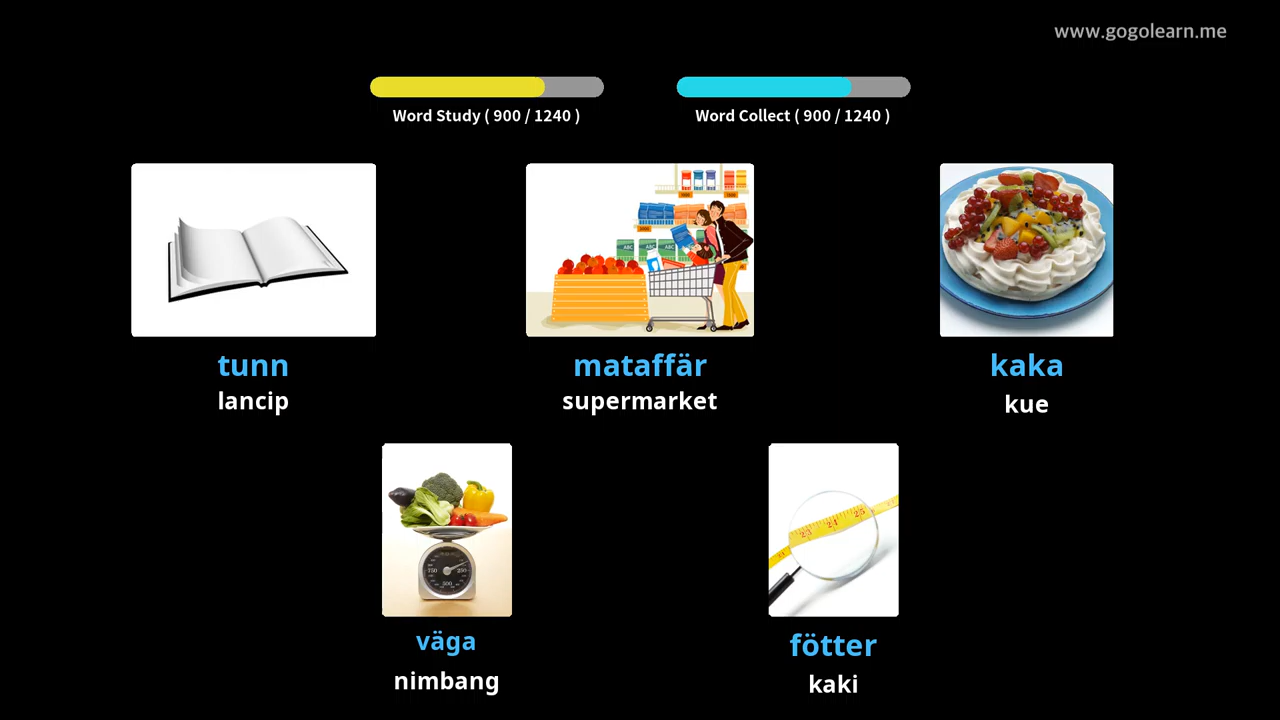 www.gogolearn.me
Word Study ( 900 / 1240 )
Word Collect ( 900 / 1240 )
tunn
lancip
mataffär
supermarket
kaka
kue
väga
nimbang
fötter
kaki